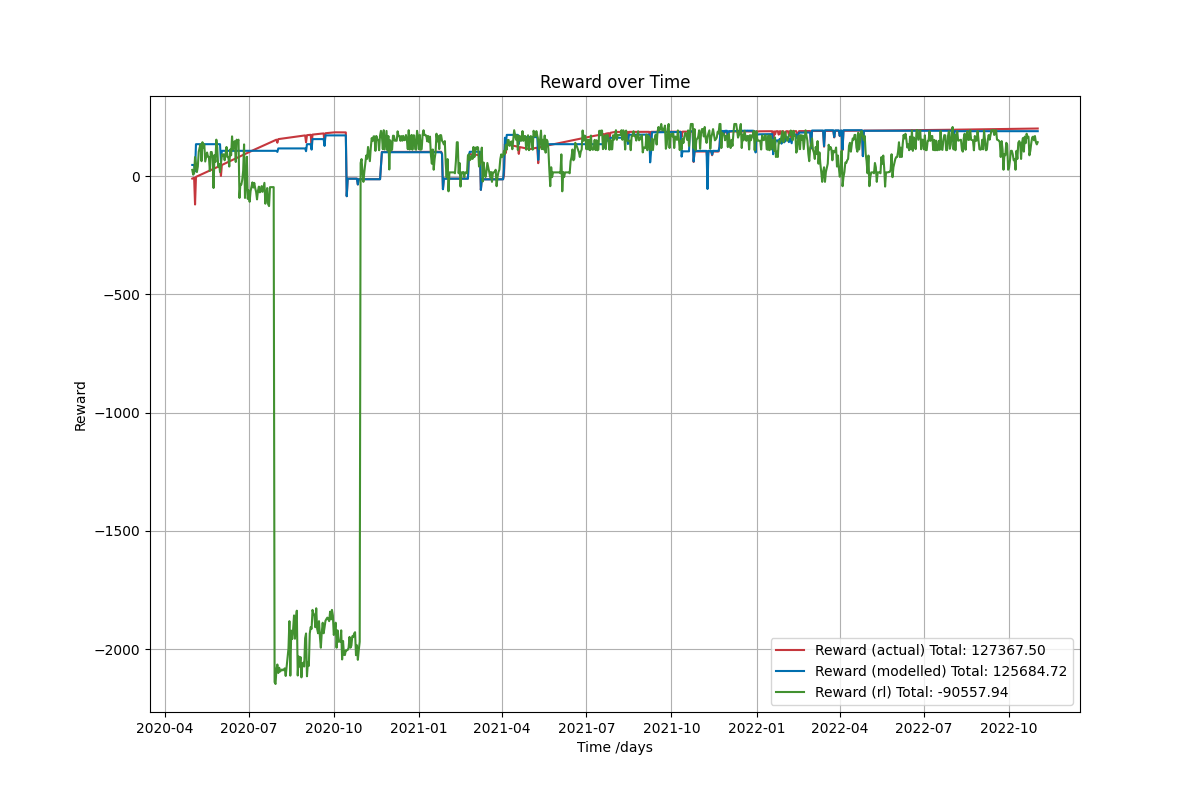 Reward over Time
0
−500
−1000
−1500
−2000
Reward
2020-04
2020-07
2020-10
2021-01
2021-04
2021-07
2021-10
2022-01
2022-04
2022-07
2022-10
Time /days
Reward (actual) Total: 127367.50
Reward (modelled) Total: 125684.72
Reward (rl) Total: -90557.94